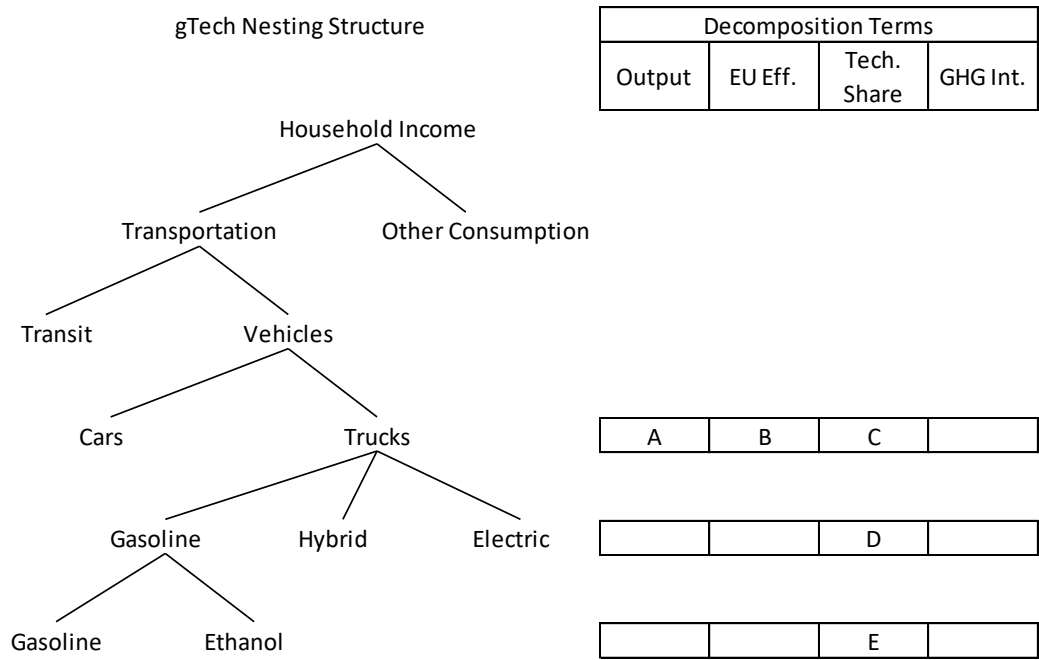 gTech Nesting Structure
Decomposition Terms
Output EU Eff. Tech. Share GHG Int.
Household Income
Transportation Other Consumption
Transit Vehicles
Cars Trucks A B C
Gasoline Hybrid Electric D
Gasoline Ethanol E